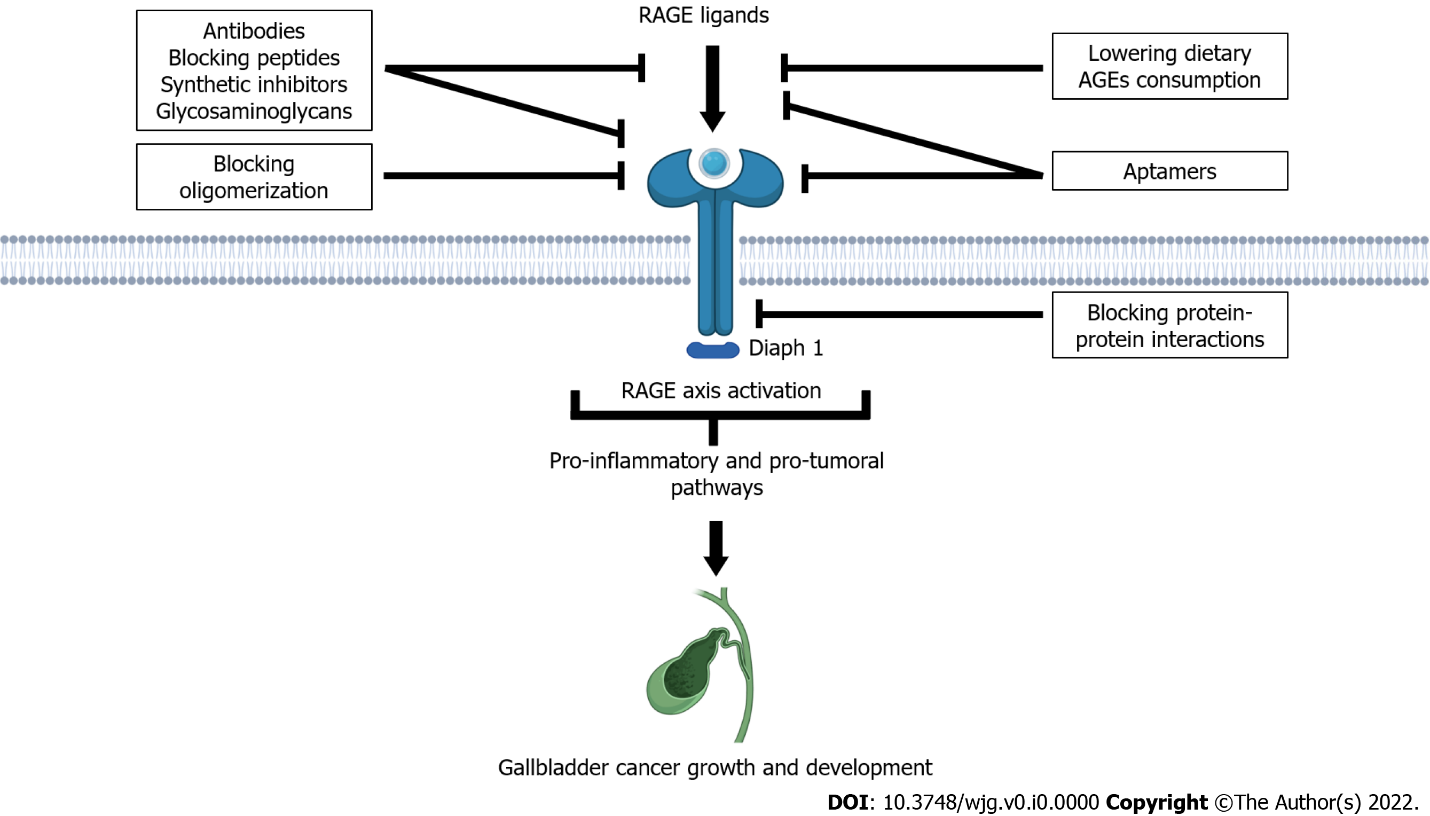 RAGE ligands
Antibodies
Blocking peptides
Synthetic inhibitors
Glycosaminoglycans
Lowering dietary
AGEs consumption
Blocking
oligomerization
Aptamers
Blocking protein-
protein interactions
Diaph 1
RAGE axis activation
Pro-inflammatory and pro-tumoral
pathways
Gallbladder cancer growth and development
DOI: 10.3748/wjg.v0.i0.0000 Copyright ©The Author(s) 2022.